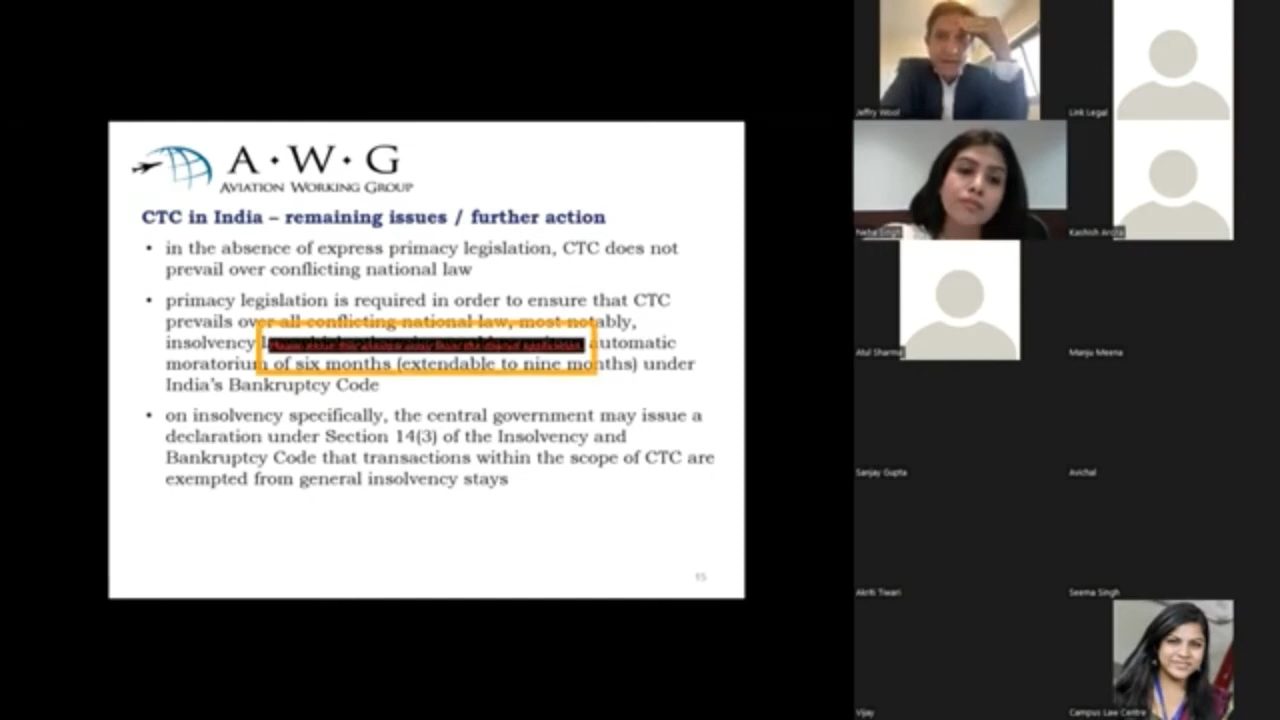 A·W·G
AVIATION WORKING GROUP
CTC in India – remaining issues / further action
• in the absence of express primacy legislation, CTC does not
prevail over conflicting national law
• primacy legislation is required in order to ensure that CTC
prevails over all conflicting national law, most notably,
insolvency automatic
moratorium of six months (extendable to nine months) under
India's Bankruptcy Code
• on insolvency specifically, the central government may issue a
declaration under Section 14(3) of the Insolvency and
Bankruptcy Code that transactions within the scope of CTC are
exempted from general insolvency stays
15
Jeffry Wool
Link Legal
Neha Singh
Kashish Arora
Atul Sharma
Manju Meena
Sanjay Gupta
Avichal
Akriti Tiwari
Seema Singh
Vijay
Campus Law Centre